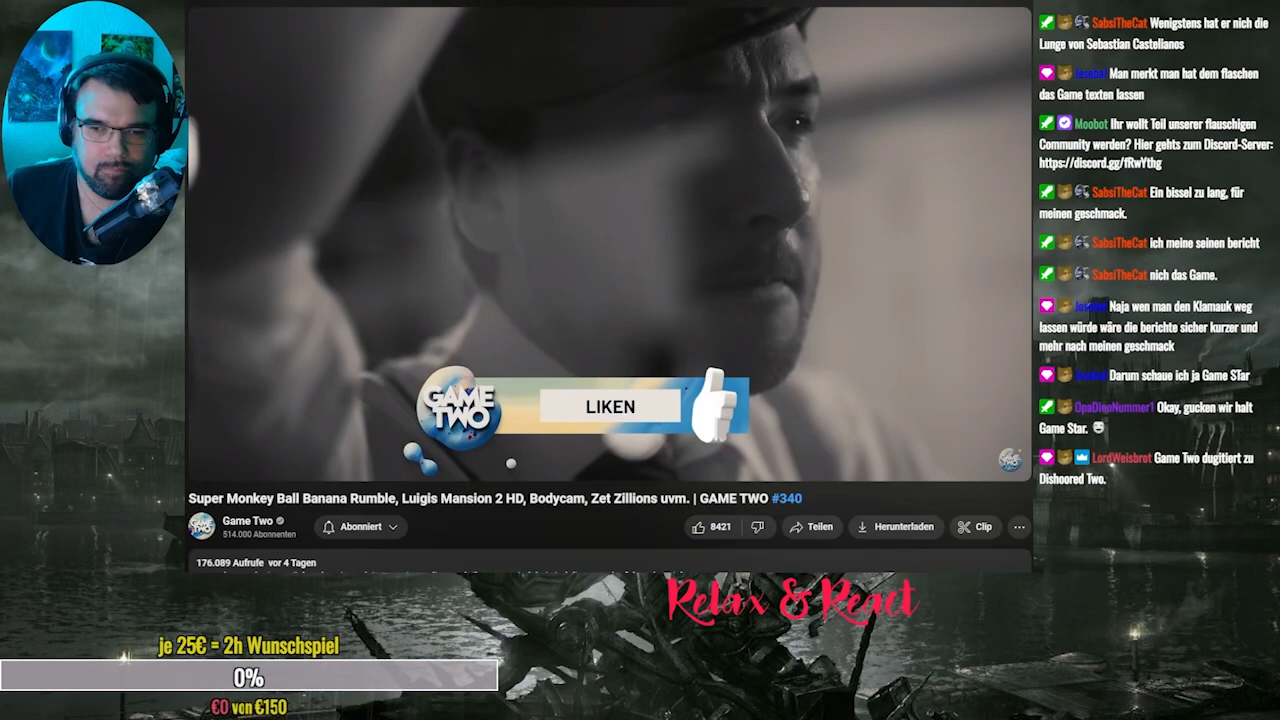 GAME
TWO
LIKEN
Super Monkey Ball Banana Rumble, Luigis Mansion 2 HD, Bodycam, Zet Zillions uvm. | GAME TWO #340
Game Two
514.000 Abonnenten
Abonniert
8421
Teilen
Herunterladen
Clip
176.089 Aufrufe vor 4 Tagen
Relax & React
je 25€ = 2h Wunschspiel
0%
€0 von €150
SabsiTheCat Wenigstens hat er nich die
Lunge von Sebastian Castellanos
Man merkt man hat dem flaschen
das Game texten lassen
Moobot Ihr wollt Teil unserer flauschigen
Community werden? Hier gehts zum Discord-Server:
https://discord.gg/fRwYthg
SabsiTheCat Ein bissel zu lang, für
meinen geschmack.
SabsiTheCat ich meine seinen bericht
SabsiTheCat nich das Game.
Naja wen man den Klamauk weg
lassen würde wäre die berichte sicher kurzer und
mehr nach meinen geschmack
Darum schaue ich ja Game STar
OpaDinoNummer1 Okay, gucken wir halt
Game Star.
LordWeisbrot Game Two dugitiert zu
Dishoored Two.